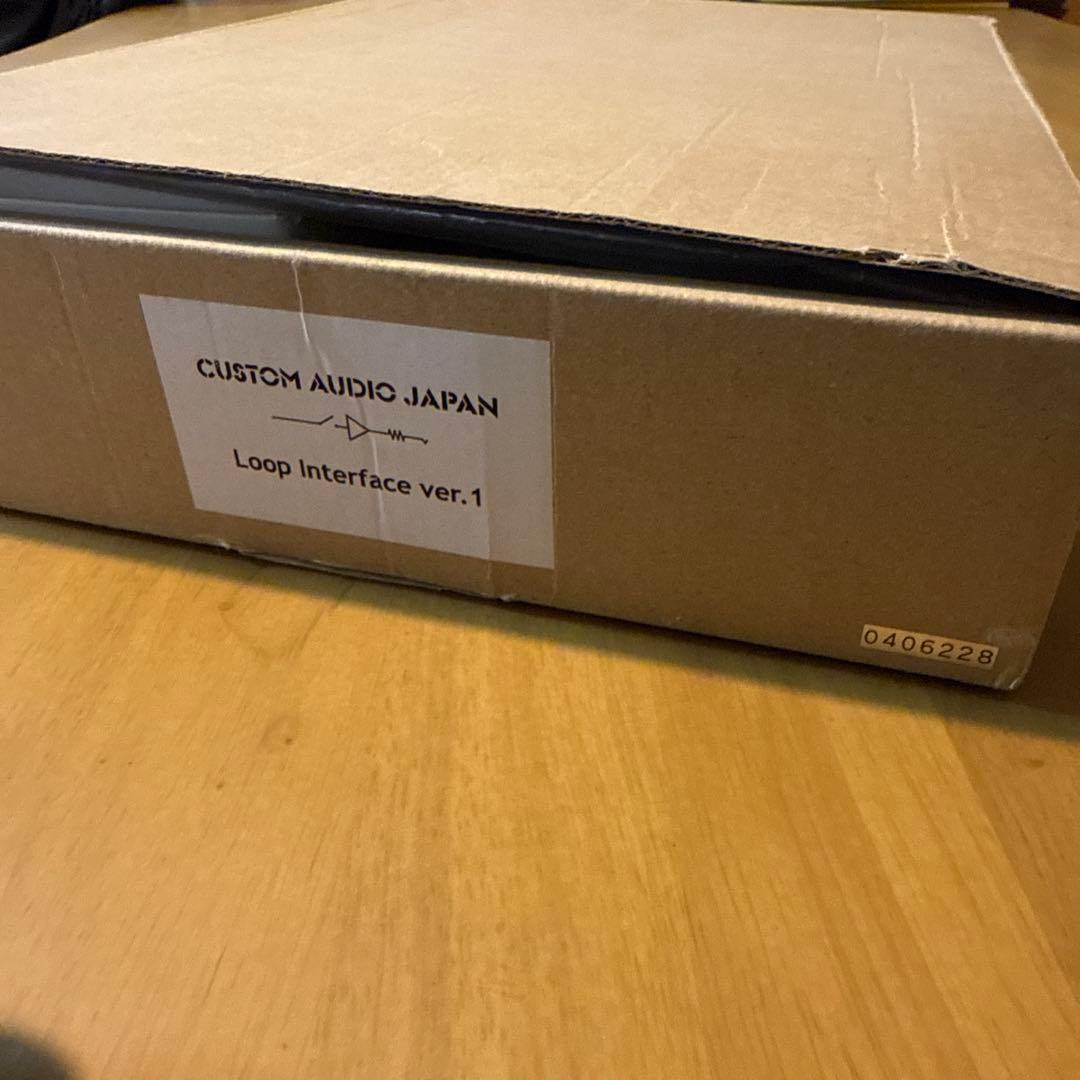 CUSTOM AUDIO JAPAN
Loop Interface ver.1
0406228